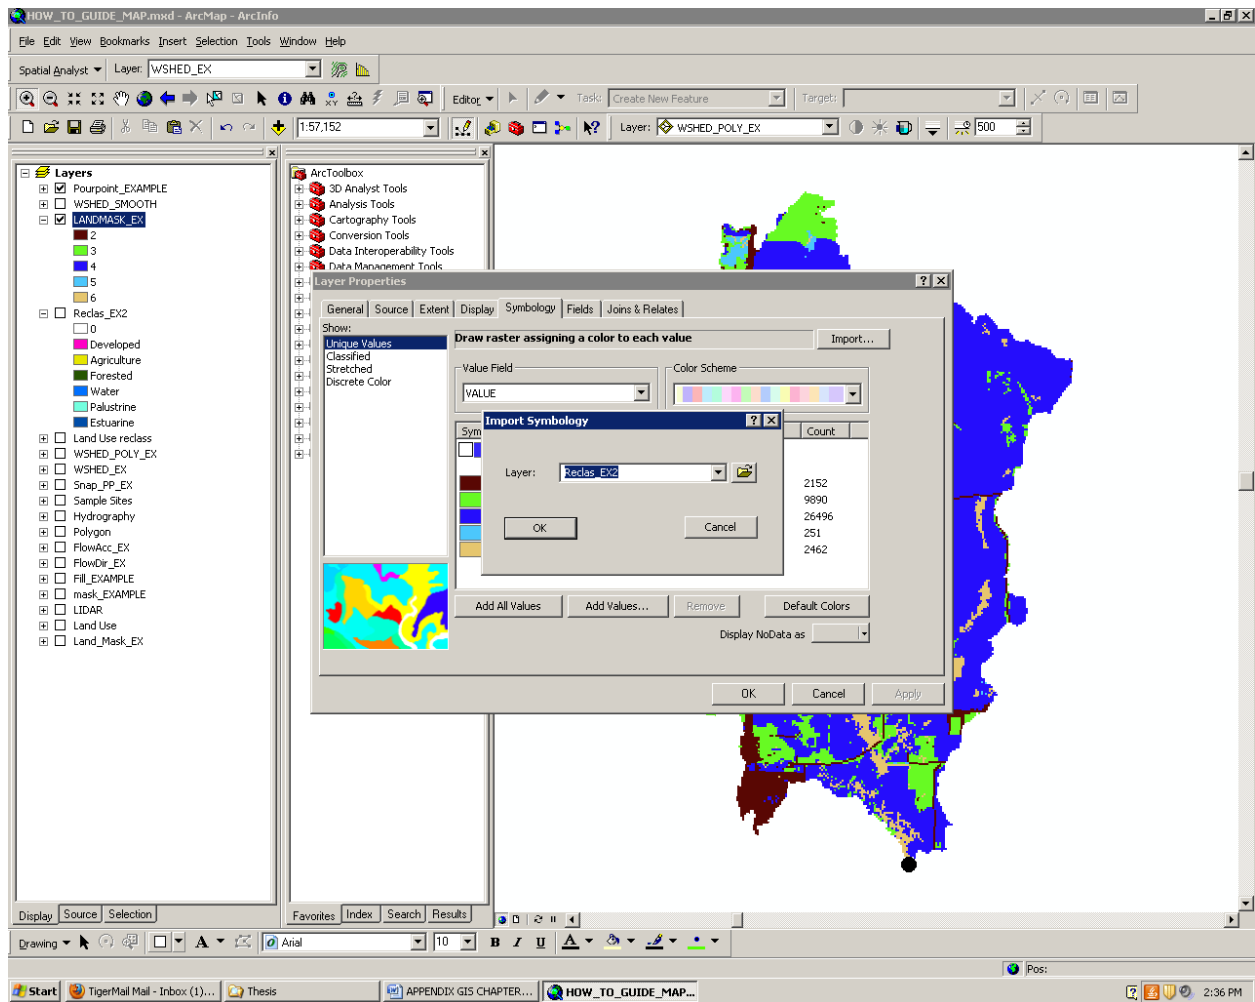 HOW_TO_GUIDE_MAP.mxd - ArcMap - ArcInfo
File Edit View Bookmarks Insert Selection Tools Window Help
Spatial Analyst Layer: WSHED_EX
Editor Task: Create New Feature Target:
1:57,152 Layer: WSHED_POLY_EX 500
Layers
Pourpoint_EXAMPLE
WSHED_SMOOTH
LANDMASK_EX
2
3
4
5
6
Reclas_EX2
0
Developed
Agriculture
Forested
Water
Palustrine
Estuarine
Land Use reclass
WSHED_POLY_EX
WSHED_EX
Snap_PP_EX
Sample Sites
Hydrography
Polygon
FlowAcc_EX
FlowDir_EX
Fill_EXAMPLE
mask_EXAMPLE
LIDAR
Land Use
Land_Mask_EX
ArcToolbox
3D Analyst Tools
Analysis Tools
Cartography Tools
Conversion Tools
Data Interoperability Tools
Data Management Tools
Layer Properties
General Source Extent Display Symbology Fields Joins & Relates
Show:
Unique Values
Classified
Stretched
Discrete Color
Draw raster assigning a color to each value Import...
Value Field Color Scheme
VALUE
Sym Count
2152
9890
26496
251
2462
Import Symbology
Layer: Reclas_EX2
OK Cancel
Add All Values Add Values... Remove Default Colors
Display NoData as
OK Cancel Apply
Display Source Selection
Favorites Index Search Results
Drawing A Arial 10 B I U A
Pos:
Start TigerMail Mail - Inbox (1)... Thesis APPENDIX GIS CHAPTER... HOW_TO_GUIDE_MAP... 2:36 PM